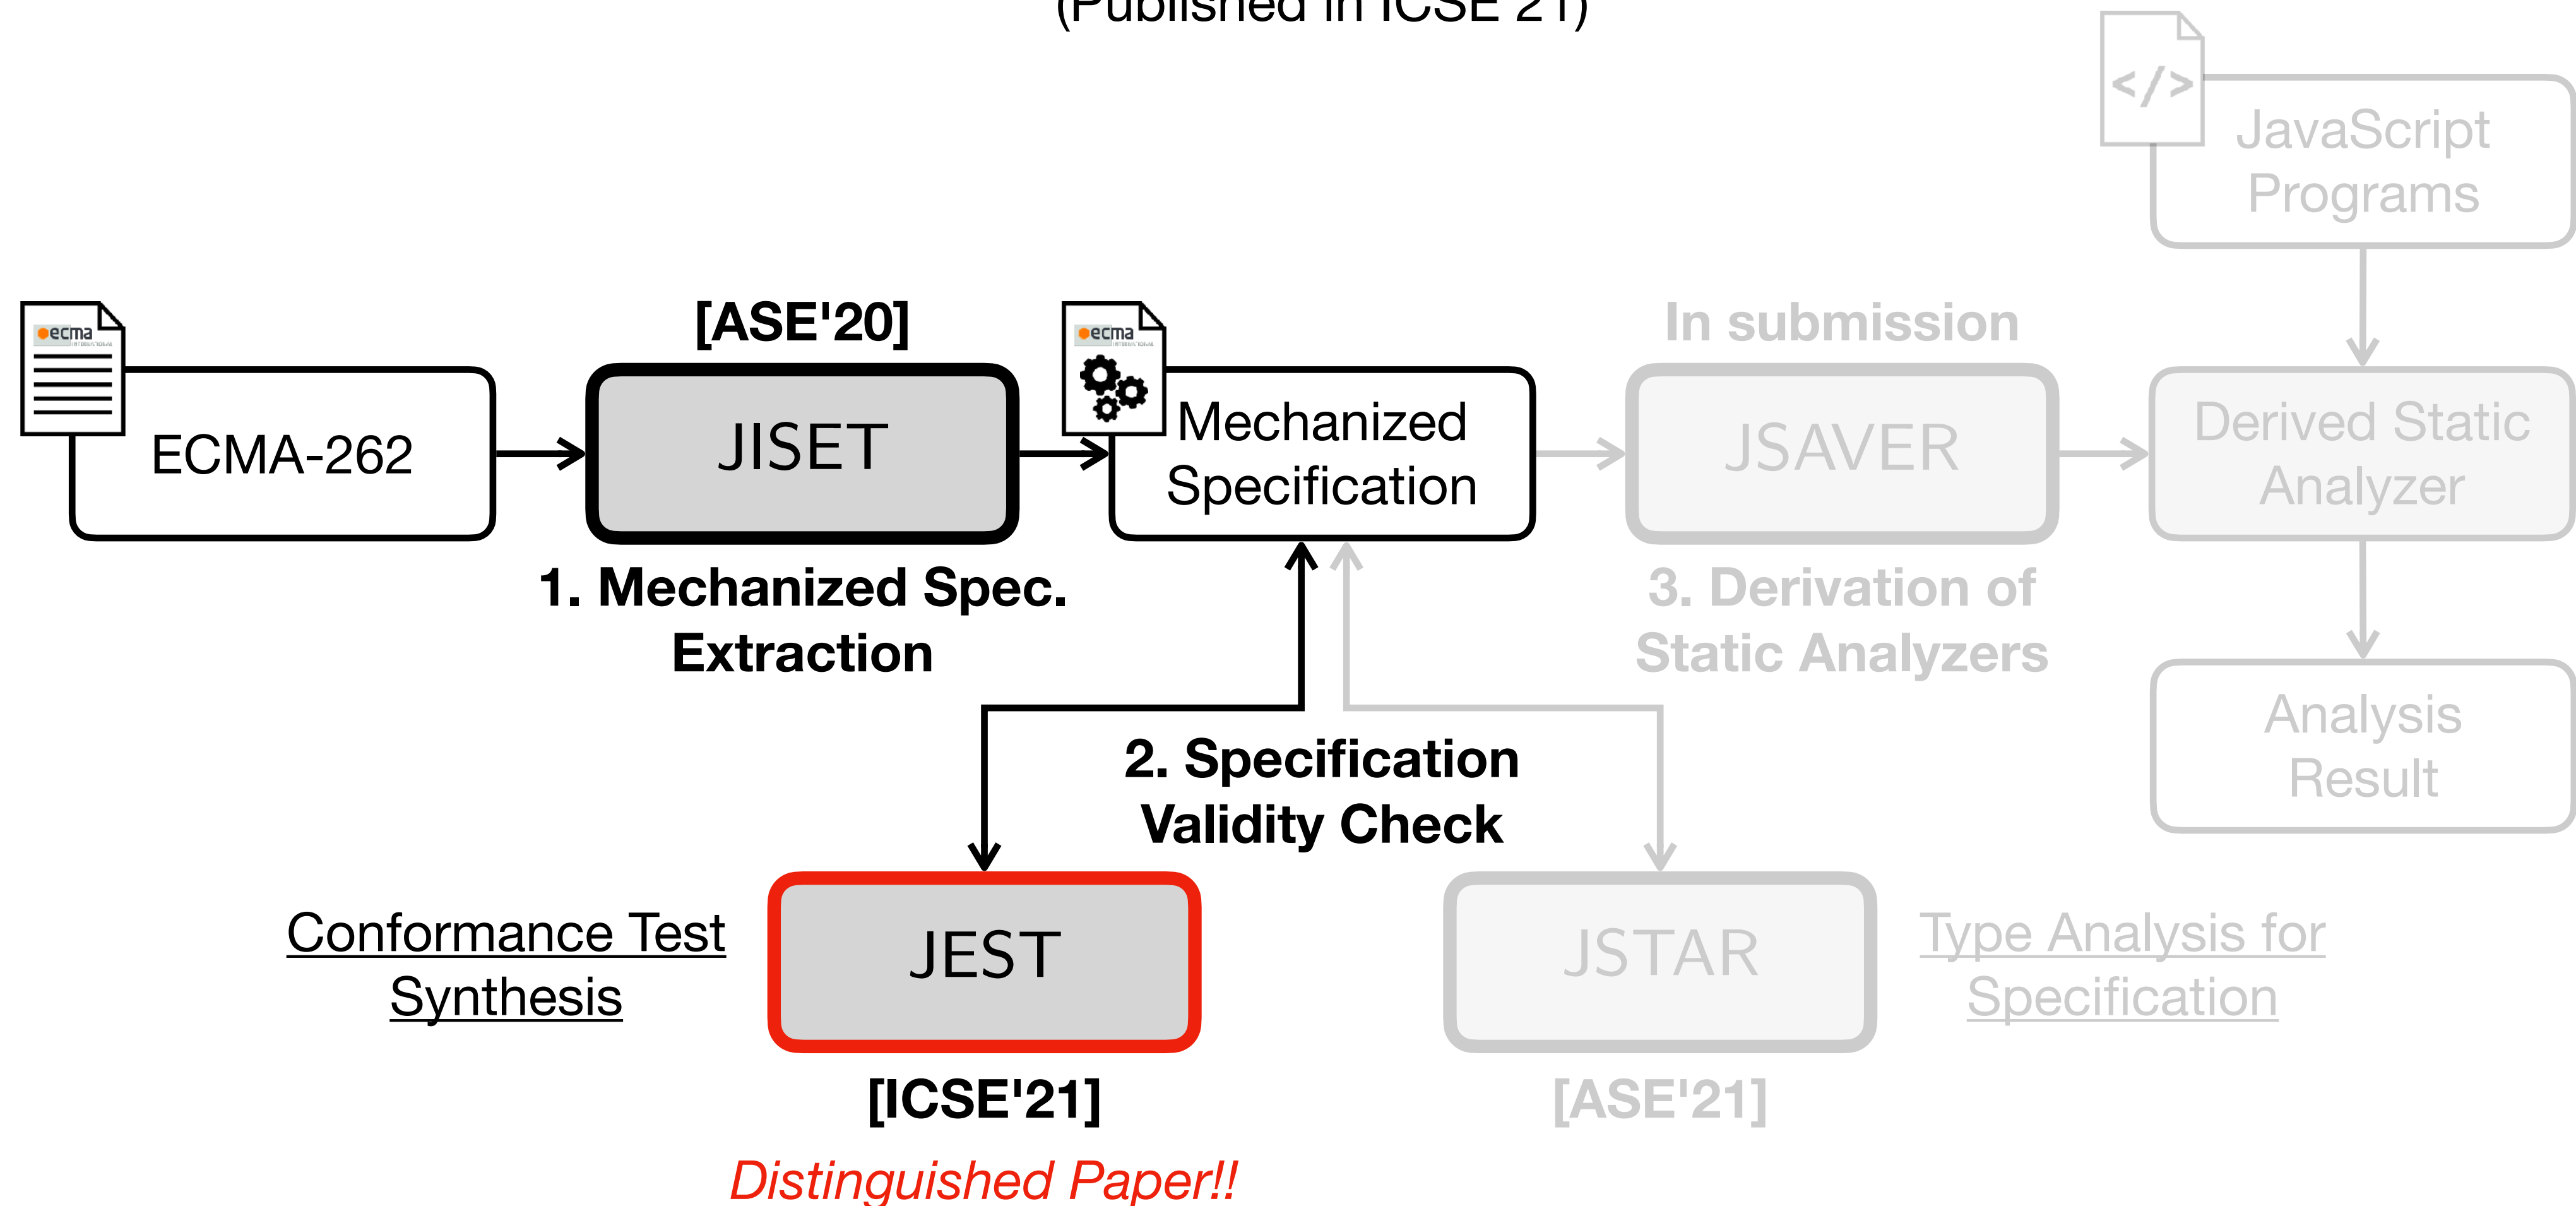 (Published in ICSE'21)
</>
JavaScript
Programs
ecma
[ASE'20]
ecma
In submission
ECMA-262
JISET
Mechanized
Specification
JSAVER
Derived Static
Analyzer
1. Mechanized Spec.
Extraction
3. Derivation of
Static Analyzers
Analysis
Result
2. Specification
Validity Check
Conformance Test
Synthesis
JEST
JSTAR
Type Analysis for
Specification
[ICSE'21]
[ASE'21]
Distinguished Paper!!